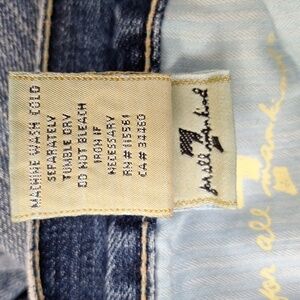 MACHINE WASH COLD
SEPARATELY
TUMBLE DRY
DO NOT BLEACH
IRON IF
NECESSARY
RN# 115561
CA# 34460
7
for all mankind
for all mankind